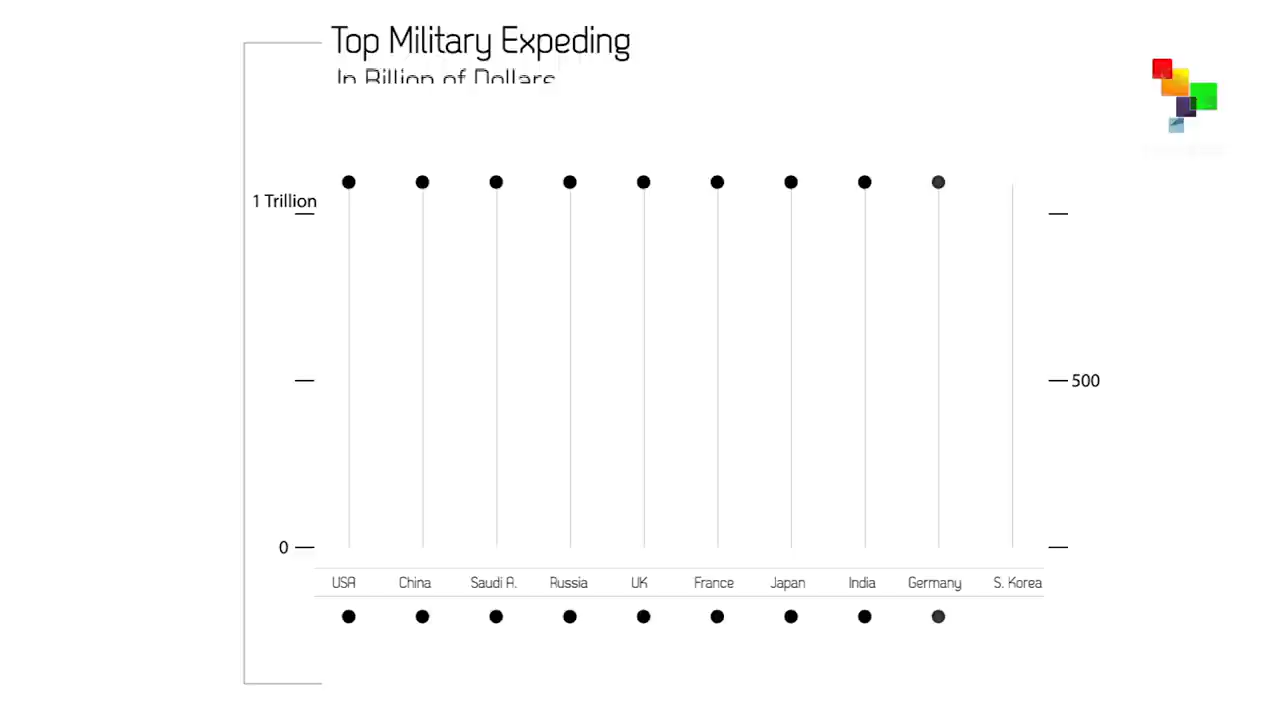 Top Military Expeding
In Billion of Dollars
1 Trillion
500
0
USA China Saudi A. Russia UK France Japan India Germany S. Korea